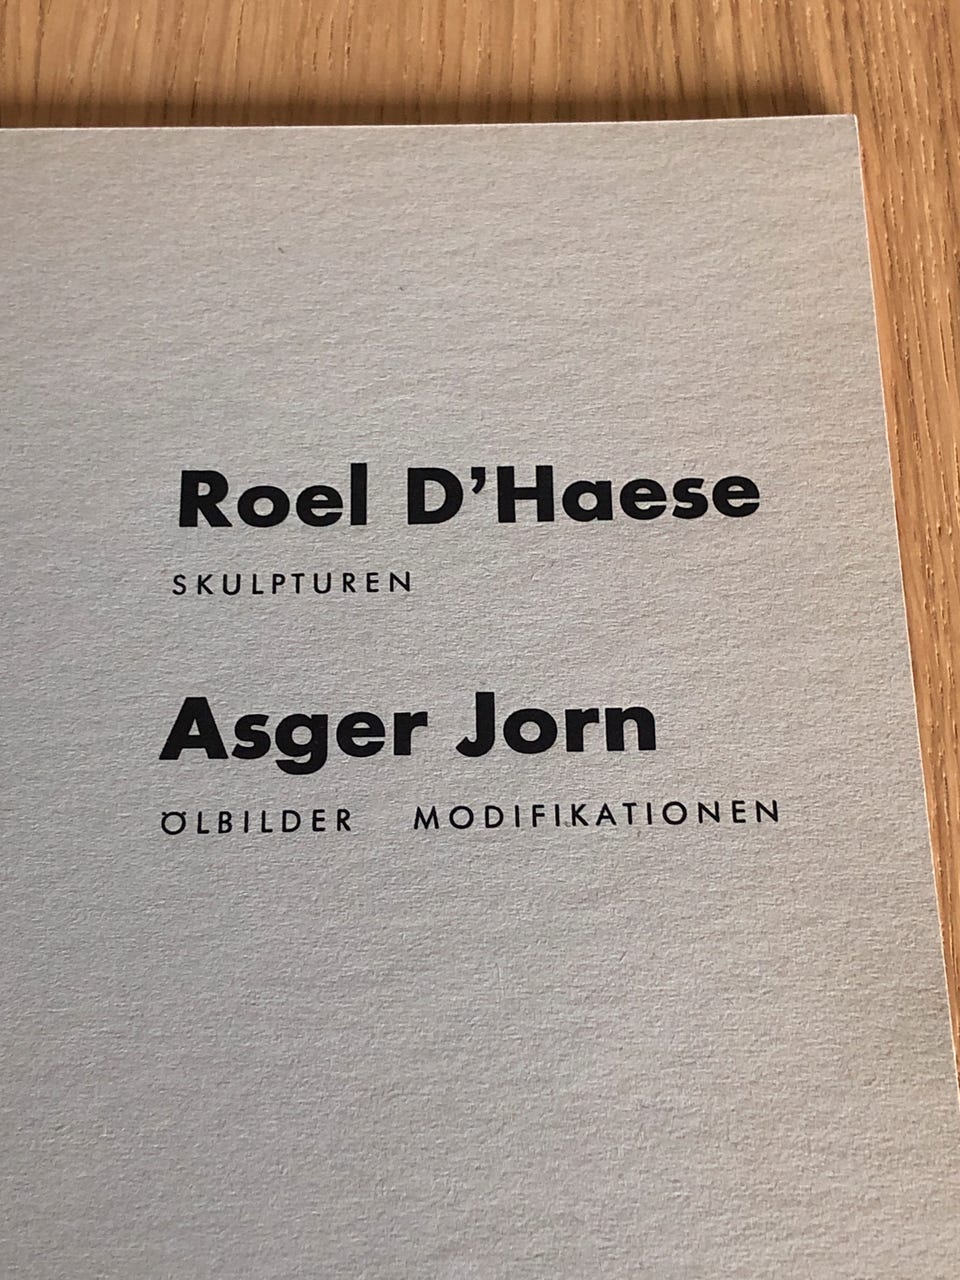 Roel D’Haese
SKULPTUREN
Asger Jorn
ÖLBILDER MODIFIKATIONEN